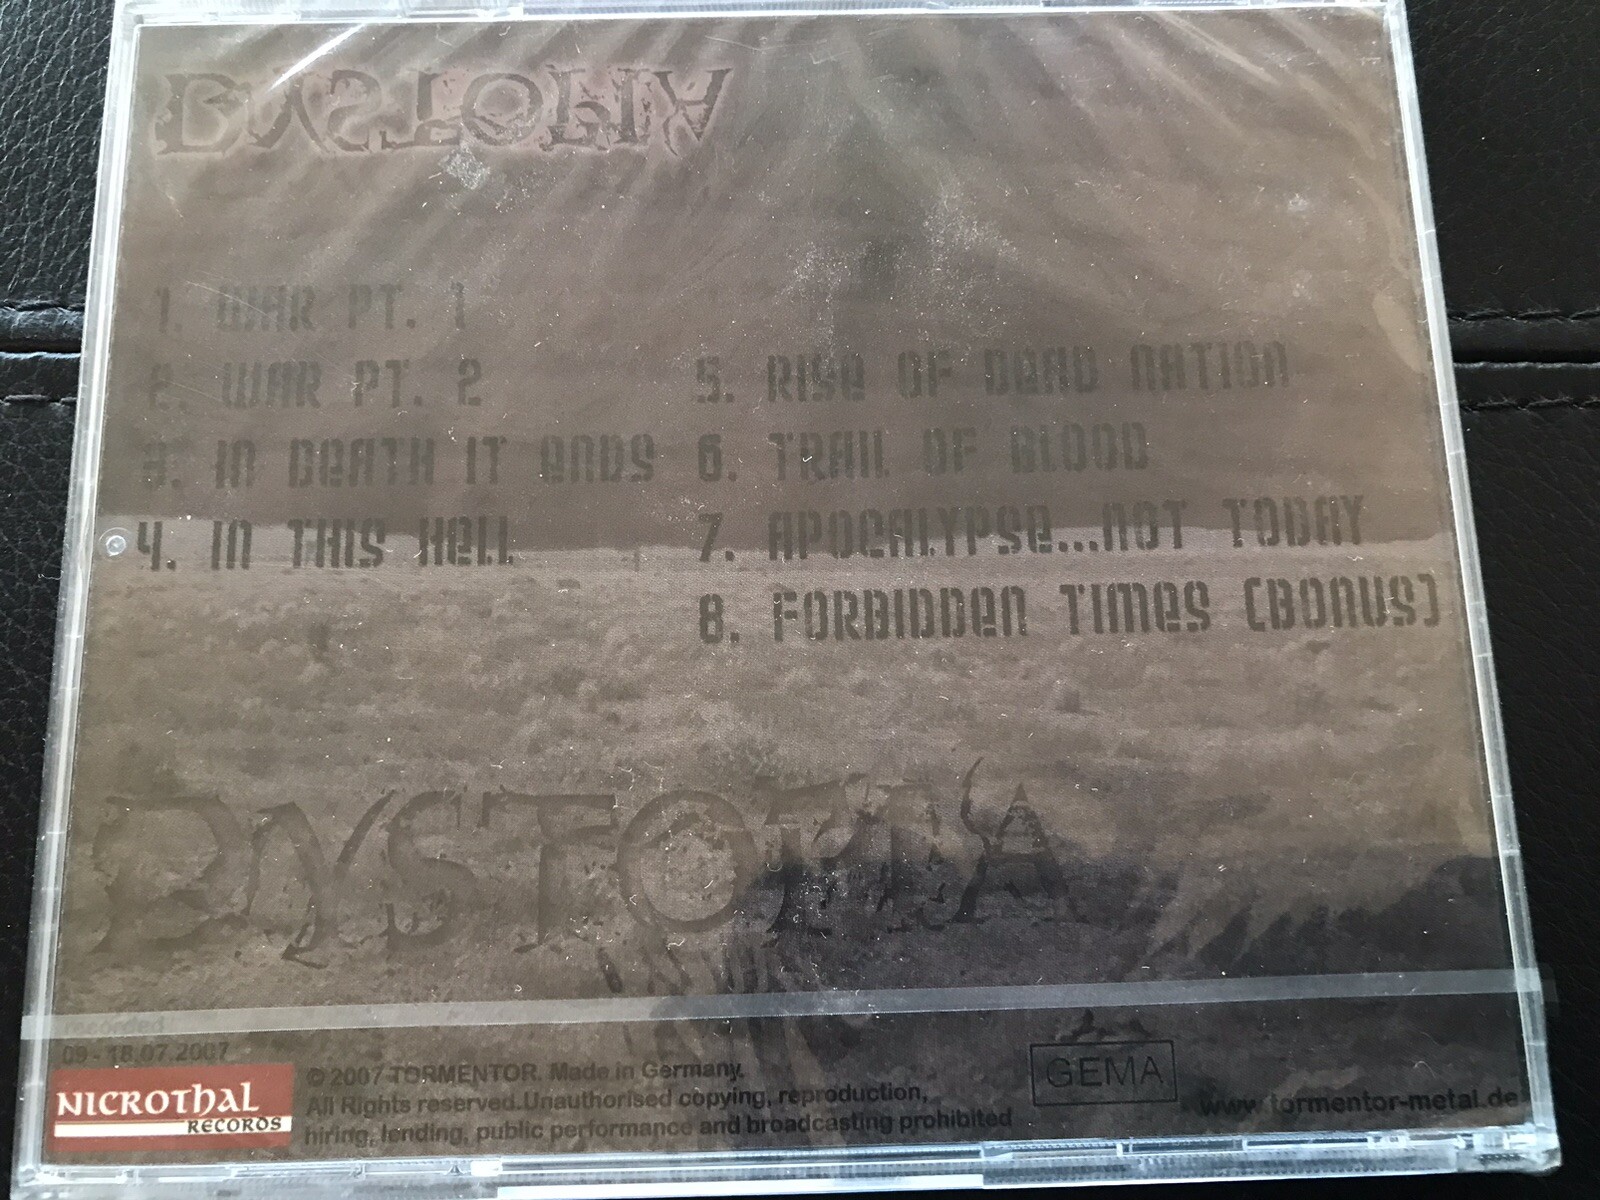 DYSTOPIA
1. WAR PT. 1
2. WAR PT. 2
3. IN DEATH IT ENDS
4. IN THIS HELL
5. RISE OF DEAD NATION
6. TRAIL OF BLOOD
7. APOCALYPSE...NOT TODAY
8. FORBIDDEN TIMES (BONUS)
DYSTOPIA
recorded
09 - 18.07.2007
NICROTHAL
RECORDS
© 2007 TORMENTOR. Made in Germany.
All Rights reserved.Unauthorised copying, reproduction,
hiring, lending, public performance and broadcasting prohibited
GEMA
www.tormentor-metal.de